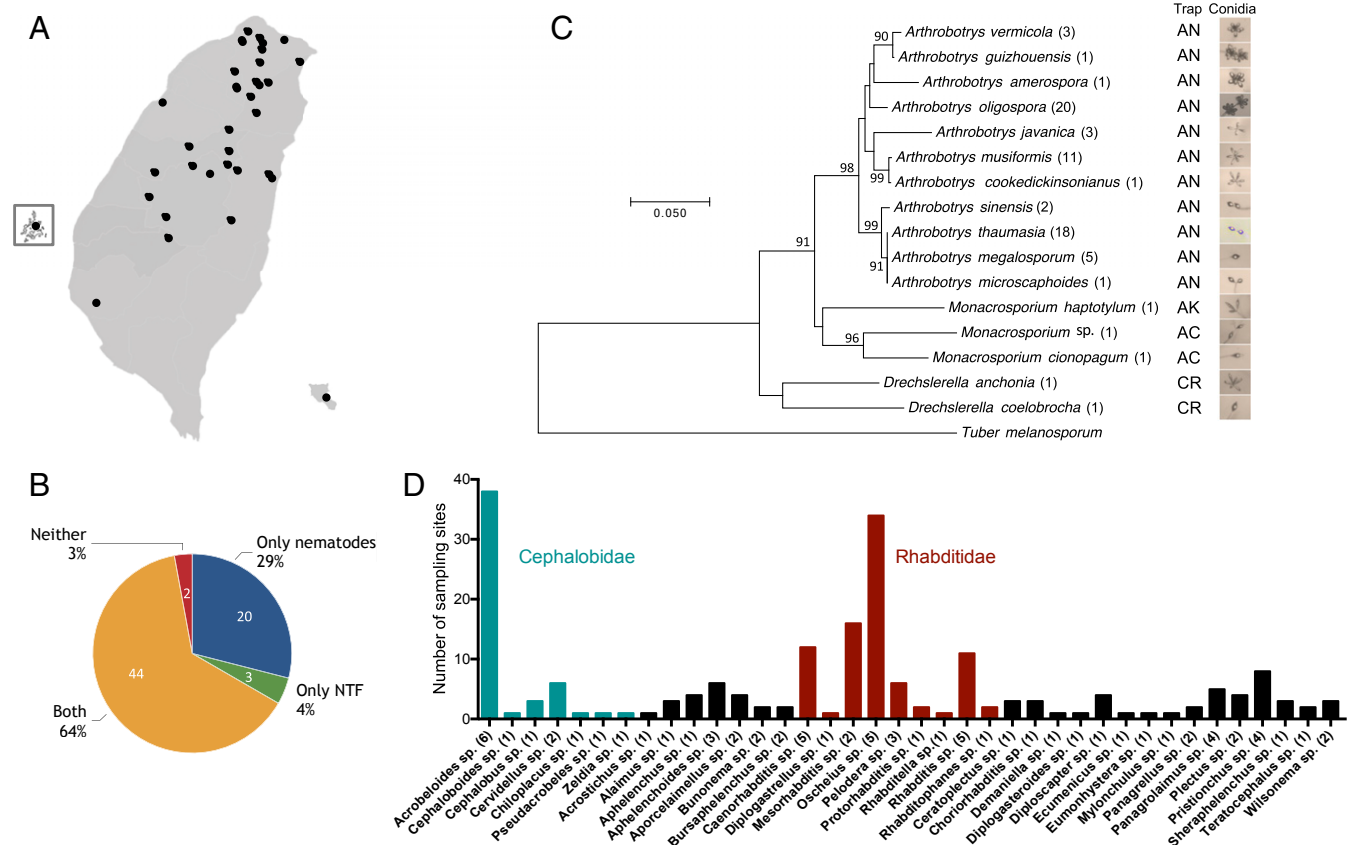 A
B
Neither
3%
Only nematodes
29%
2
20
44
3
Only NTF
4%
Both
64%
C
Trap Conidia
90
Arthrobotrys vermicola (3) AN
Arthrobotrys guizhouensis (1) AN
Arthrobotrys amerospora (1) AN
Arthrobotrys oligospora (20) AN
Arthrobotrys javanica (3) AN
98
Arthrobotrys musiformis (11) AN
99
Arthrobotrys cookedickinsonianus (1) AN
0.050
Arthrobotrys sinensis (2) AN
99
Arthrobotrys thaumasia (18) AN
91
Arthrobotrys megalosporum (5) AN
91
Arthrobotrys microscaphoides (1) AN
Monacrosporium haptotylum (1) AK
Monacrosporium sp. (1) AC
96
Monacrosporium cionopagum (1) AC
Drechslerella anchonia (1) CR
Drechslerella coelobrocha (1) CR
Tuber melanosporum
D
Number of sampling sites
40
30
20
10
0
Cephalobidae
Rhabditidae
Acrobeloides sp. (6)
Cephaloboides sp. (1)
Cephalobus sp. (1)
Cervidellus sp. (2)
Chiloplacus sp. (1)
Pseudacrobeles sp. (1)
Zeldia sp. (1)
Acrostichus sp. (1)
Alaimus sp. (1)
Aphelenchus sp. (1)
Aphelenchoides sp. (3)
Aporcelaimellus sp. (2)
Bunonema sp. (2)
Bursaphelenchus sp. (2)
Caenorhabditis sp. (5)
Diplogastrellus sp. (1)
Mesorhabditis sp. (2)
Oscheius sp. (5)
Pelodera sp. (3)
Protorhabditis sp. (1)
Rhabditella sp.(1)
Rhabditis sp. (5)
Rhabditophanes sp. (1)
Ceratoplectus sp. (1)
Choriorhabditis sp. (1)
Demaniella sp. (1)
Diplogasteroides sp. (1)
Diploscapter sp. (1)
Ecumenicus sp. (1)
Eumonhystera sp. (1)
Mylonchulus sp. (1)
Panagrellus sp. (2)
Panagrolaimus sp. (4)
Plectus sp. (2)
Pristionchus sp. (4)
Sheraphelenchus sp. (1)
Teratocephalus sp. (1)
Wilsonema sp. (2)